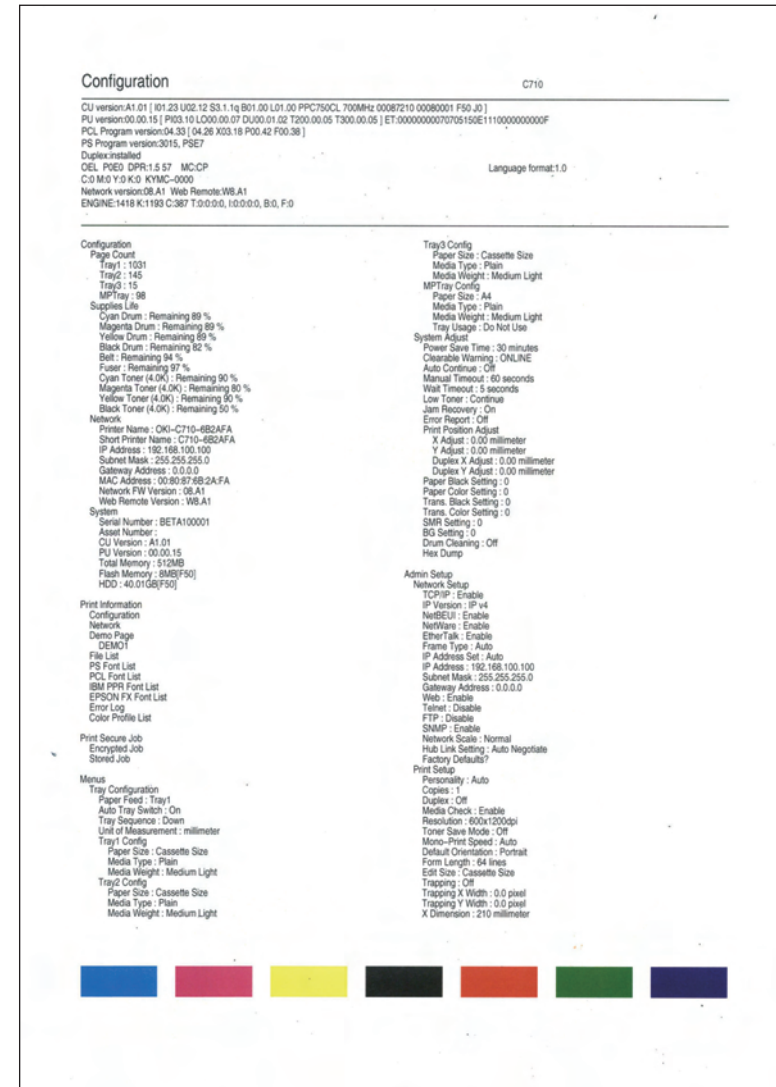 Configuration
C710
CU version:A1.01 [ I01.23 U02.12 S3.1.1q B01.00 L01.00 PPC750CL 700MHz 00087210 00080001 F50 J0 ]
PU version:00.00.15 [ PI03.10 LO00.00.07 DU00.01.02 T200.00.05 T300.00.05 ] ET:00000000070705150E1110000000000F
PCL Program version:04.33 [ 04.26 X03.18 P00.42 F00.38 ]
PS Program version:3015, PSE7
Duplex:installed
OEL P0E0 DPR:1.5 57 MC:CP
Language format:1.0
C:0 M:0 Y:0 K:0 KYMC-0000
Network version:08.A1 Web Remote:W8.A1
ENGINE:1418 K:1193 C:387 T:0:0:0:0, I:0:0:0:0, B:0, F:0
Configuration
Page Count
Tray1 : 1031
Tray2 : 145
Tray3 : 15
MPTray : 98
Supplies Life
Cyan Drum : Remaining 89 %
Magenta Drum : Remaining 89 %
Yellow Drum : Remaining 89 %
Black Drum : Remaining 82 %
Belt : Remaining 94 %
Fuser : Remaining 97 %
Cyan Toner (4.0K) : Remaining 90 %
Magenta Toner (4.0K) : Remaining 80 %
Yellow Toner (4.0K) : Remaining 90 %
Black Toner (4.0K) : Remaining 50 %
Network
Printer Name : OKI-C710-6B2AFA
Short Printer Name : C710-6B2AFA
IP Address : 192.168.100.100
Subnet Mask : 255.255.255.0
Gateway Address : 0.0.0.0
MAC Address : 00:80:87:6B:2A:FA
Network FW Version : 08.A1
Web Remote Version : W8.A1
System
Serial Number : BETA100001
Asset Number :
CU Version : A1.01
PU Version : 00.00.15
Total Memory : 512MB
Flash Memory : 8MB[F50]
HDD : 40.01GB[F50]
Print Information
Configuration
Network
Demo Page
DEMO1
File List
PS Font List
PCL Font List
IBM PPR Font List
EPSON FX Font List
Error Log
Color Profile List
Print Secure Job
Encrypted Job
Stored Job
Menus
Tray Configuration
Paper Feed : Tray1
Auto Tray Switch : On
Tray Sequence : Down
Unit of Measurement : millimeter
Tray1 Config
Paper Size : Cassette Size
Media Type : Plain
Media Weight : Medium Light
Tray2 Config
Paper Size : Cassette Size
Media Type : Plain
Media Weight : Medium Light
Tray3 Config
Paper Size : Cassette Size
Media Type : Plain
Media Weight : Medium Light
MPTray Config
Paper Size : A4
Media Type : Plain
Media Weight : Medium Light
Tray Usage : Do Not Use
System Adjust
Power Save Time : 30 minutes
Clearable Warning : ONLINE
Auto Continue : Off
Manual Timeout : 60 seconds
Wait Timeout : 5 seconds
Low Toner : Continue
Jam Recovery : On
Error Report : Off
Print Position Adjust
X Adjust : 0.00 millimeter
Y Adjust : 0.00 millimeter
Duplex X Adjust : 0.00 millimeter
Duplex Y Adjust : 0.00 millimeter
Paper Black Setting : 0
Paper Color Setting : 0
Trans. Black Setting : 0
Trans. Color Setting : 0
SMR Setting : 0
BG Setting : 0
Drum Cleaning : Off
Hex Dump
Admin Setup
Network Setup
TCP/IP : Enable
IP Version : IP v4
NetBEUI : Enable
NetWare : Enable
EtherTalk : Enable
Frame Type : Auto
IP Address Set : Auto
IP Address : 192.168.100.100
Subnet Mask : 255.255.255.0
Gateway Address : 0.0.0.0
Web : Enable
Telnet : Disable
FTP : Disable
SNMP : Enable
Network Scale : Normal
Hub Link Setting : Auto Negotiate
Factory Defaults?
Print Setup
Personality : Auto
Copies : 1
Duplex : Off
Media Check : Enable
Resolution : 600x1200dpi
Toner Save Mode : Off
Mono-Print Speed : Auto
Default Orientation : Portrait
Form Length : 64 lines
Edit Size : Cassette Size
Trapping : Off
Trapping X Width : 0.0 pixel
Trapping Y Width : 0.0 pixel
X Dimension : 210 millimeter